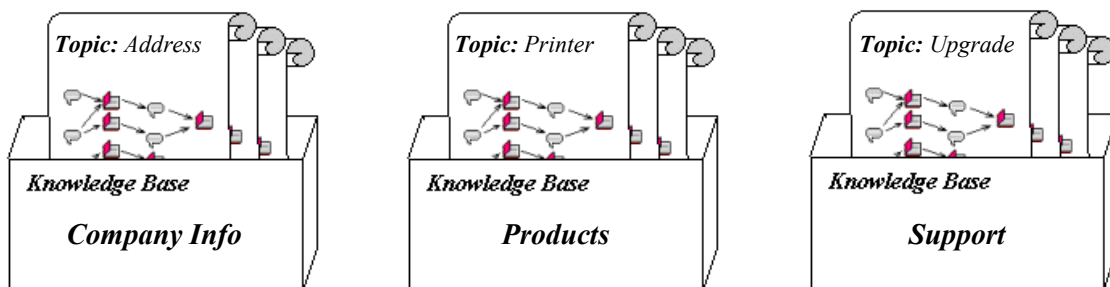 Topic: Address
Knowledge Base
Company Info
Topic: Printer
Knowledge Base
Products
Topic: Upgrade
Knowledge Base
Support